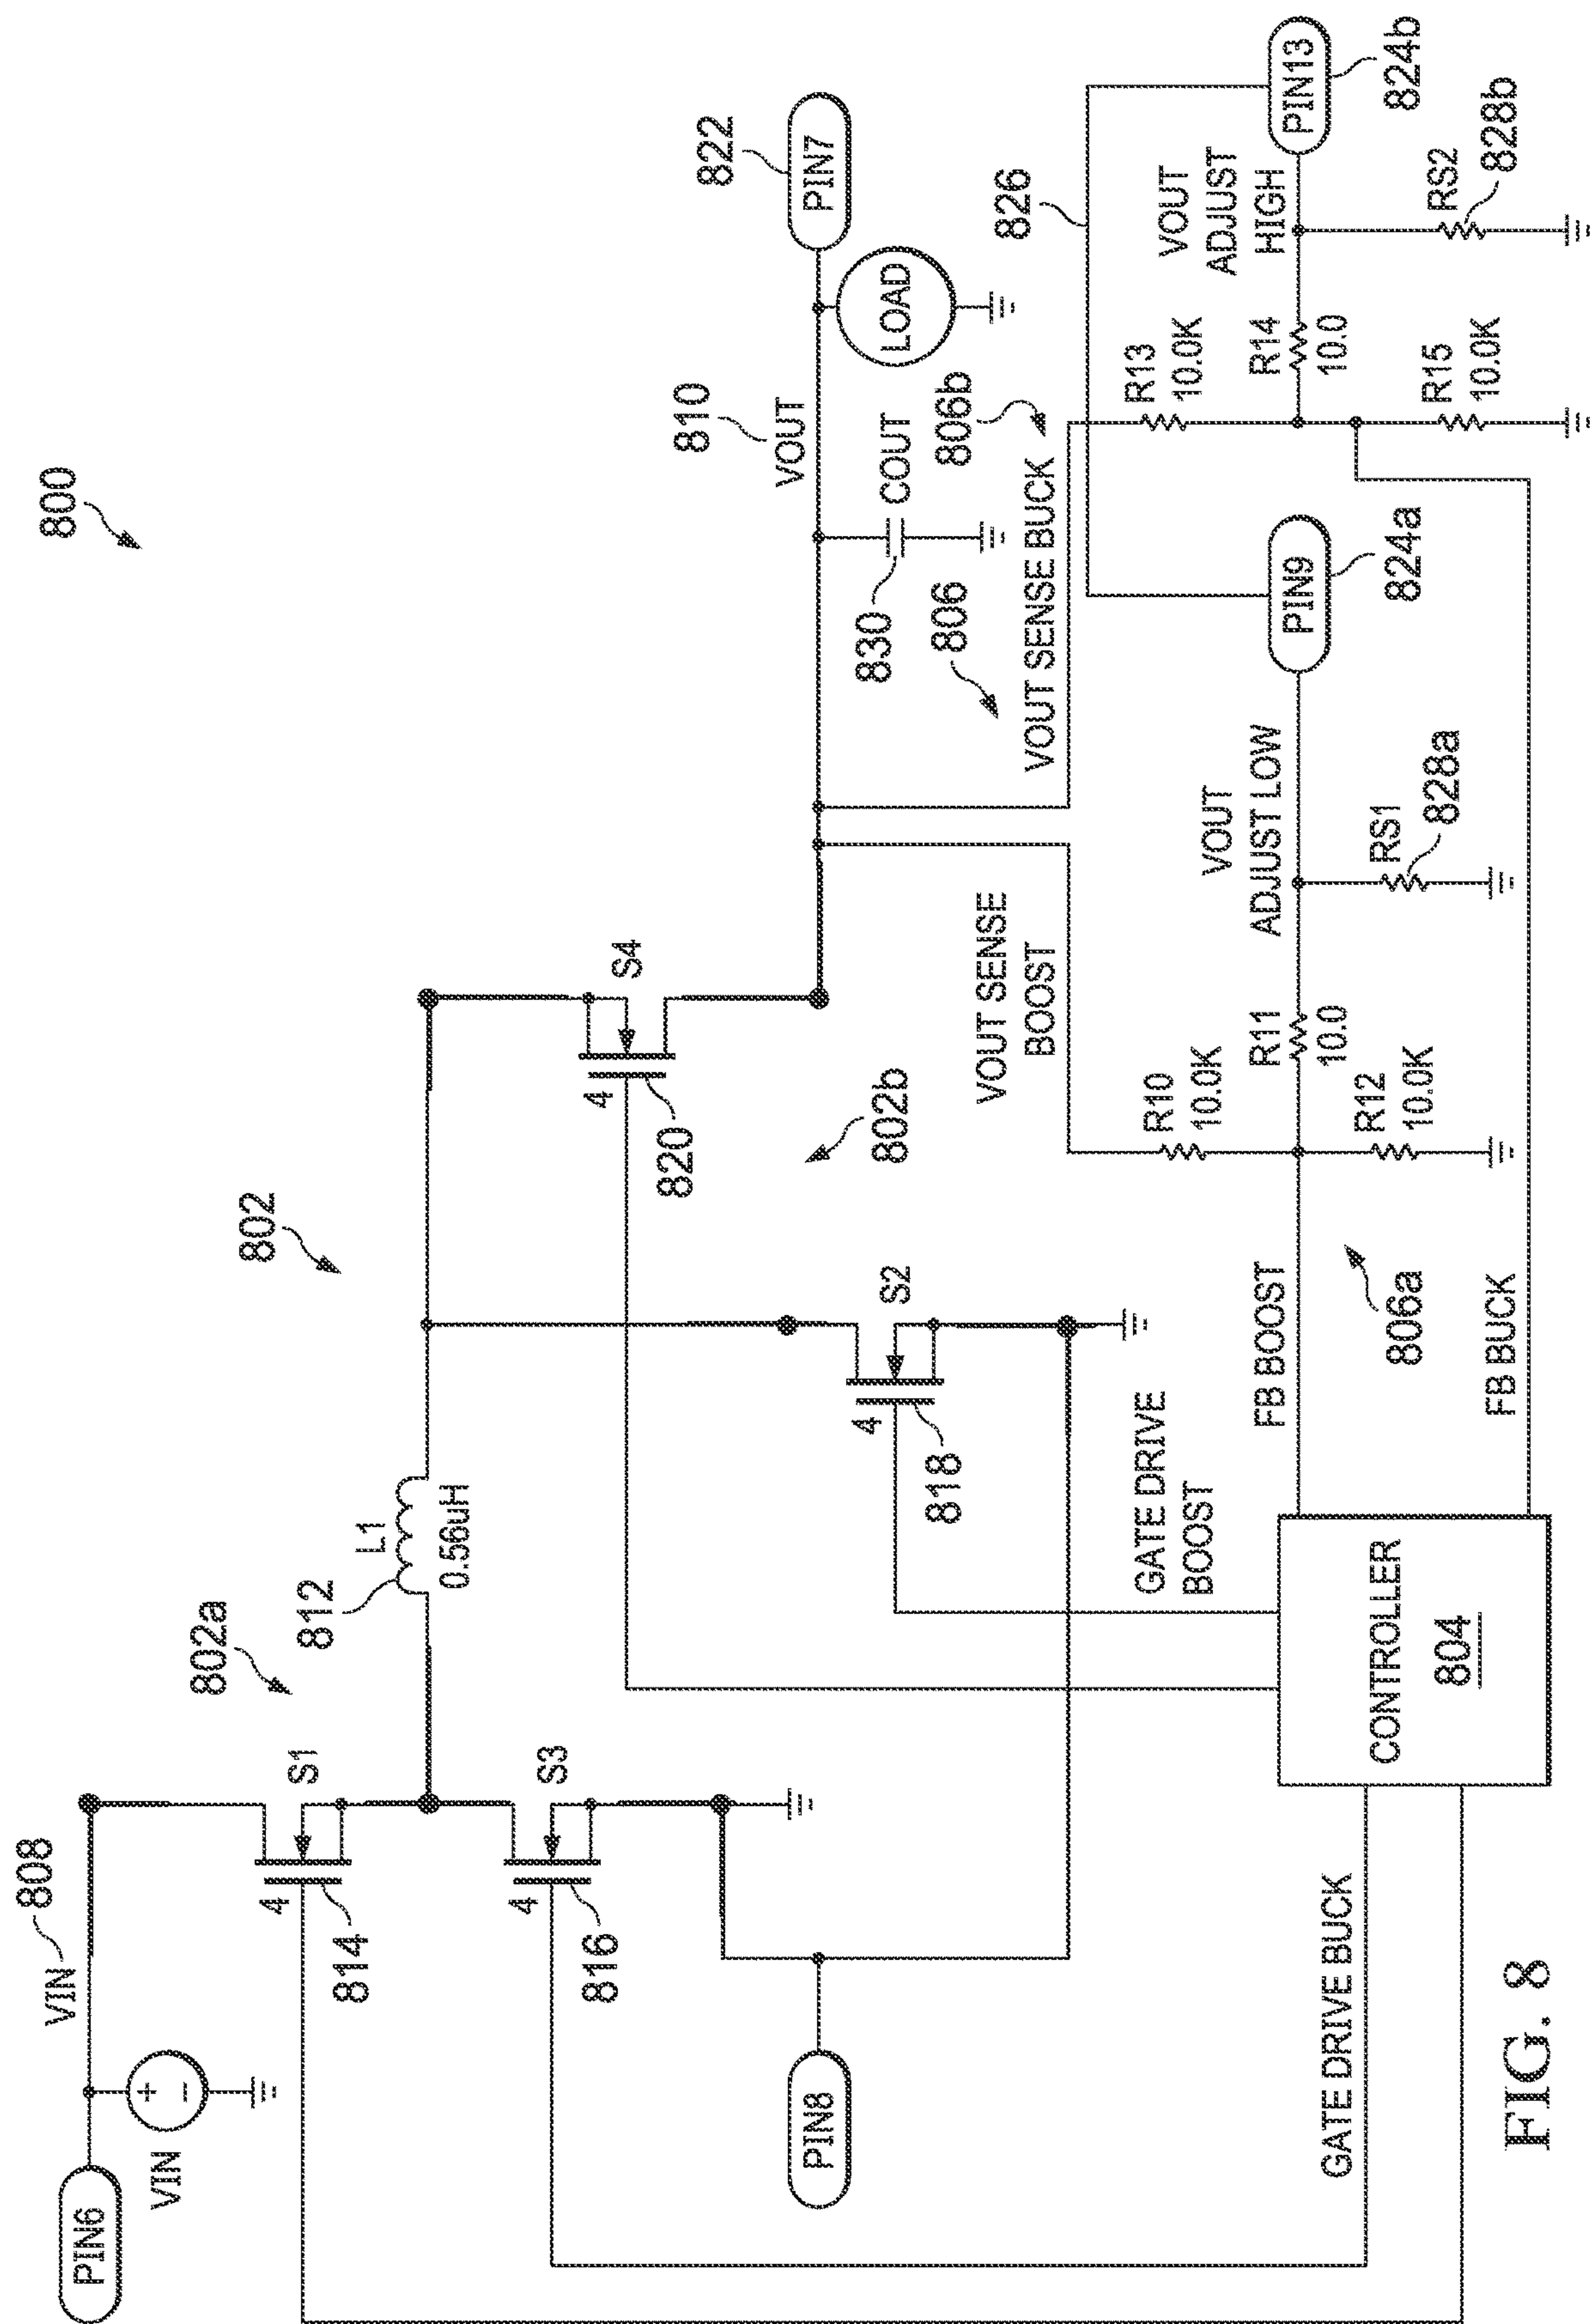 800
802
802a
VIN
808
PIN6
VIN
S1
4
814
S3
4
816
L1
812
0.56uH
S4
4
820
802b
S2
4
818
PIN8
810
VOUT
822
PIN7
LOAD
COUT
830
806
806b
VOUT SENSE BUCK
VOUT SENSE
BOOST
826
GATE DRIVE
BOOST
R10
10.0K
R11
10.0
R12
10.0K
VOUT
ADJUST LOW
RS1
828a
PIN9
824a
R13
10.0K
R14
10.0
R15
10.0K
VOUT
ADJUST
HIGH
RS2
828b
PIN13
824b
FB BOOST
806a
FB BUCK
CONTROLLER
804
GATE DRIVE BUCK
FIG. 8